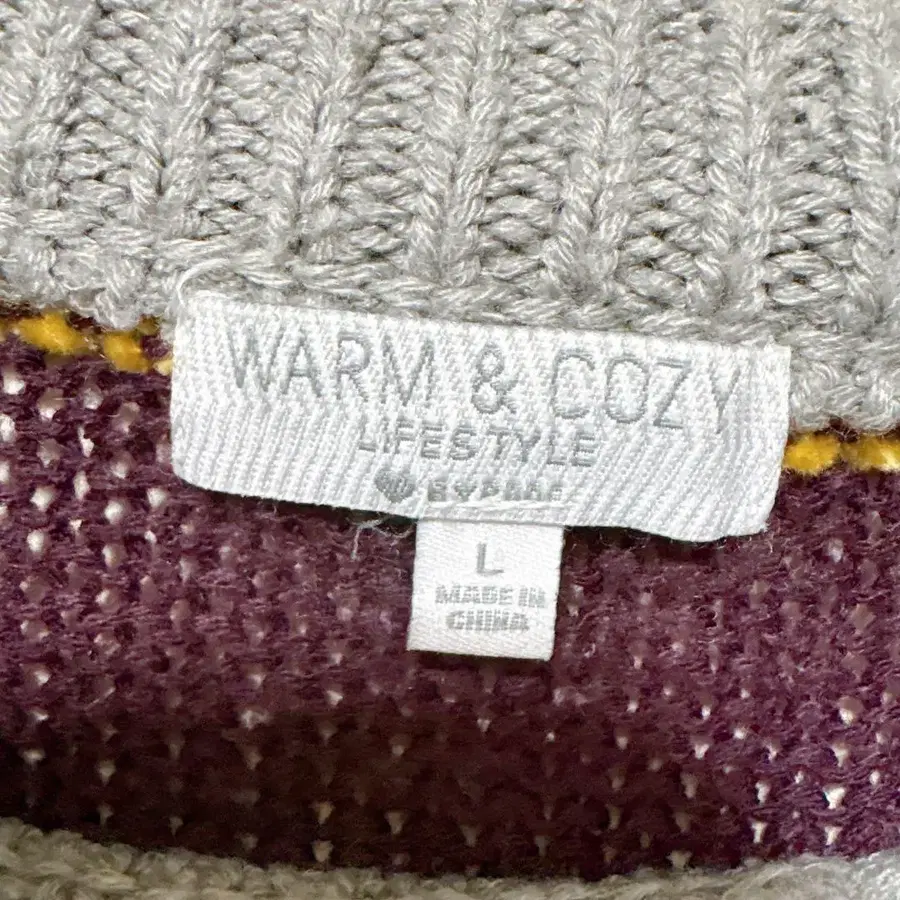 WARM & COZY
LIFESTYLE
L
MADE IN
CHINA